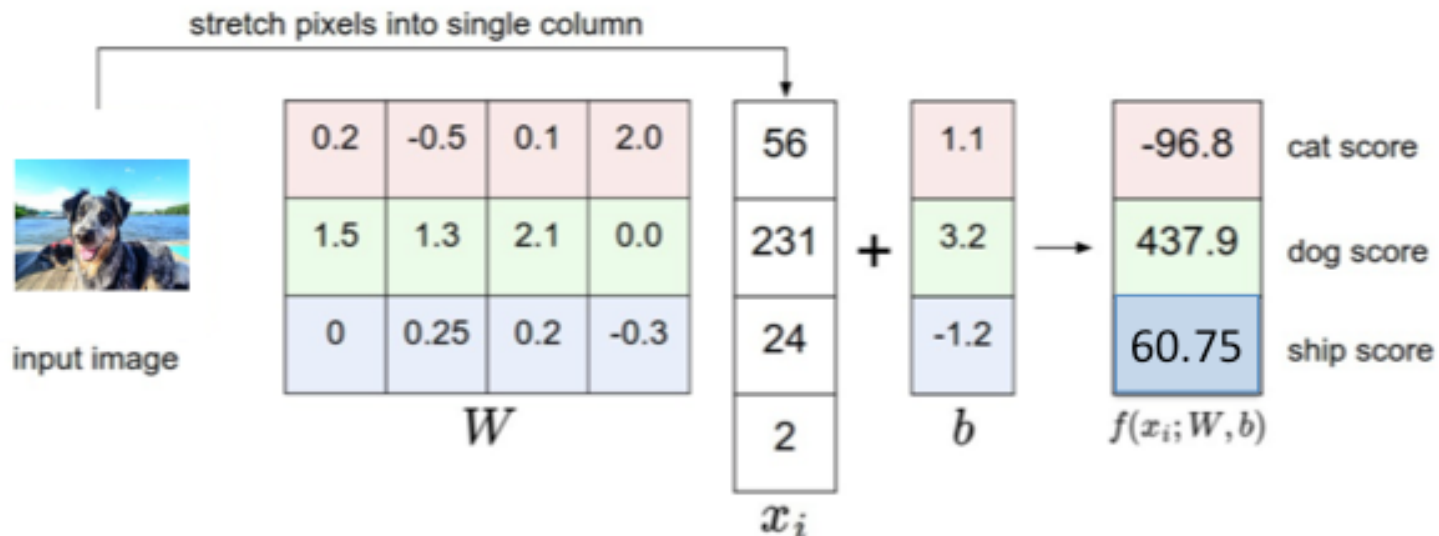 stretch pixels into single column
0.2 -0.5 0.1 2.0 56 1.1 -96.8 cat score
1.5 1.3 2.1 0.0 231 + 3.2 437.9 dog score
0 0.25 0.2 -0.3 24 -1.2 60.75 ship score
input image
2
W b f(x_i; W, b)
x_i